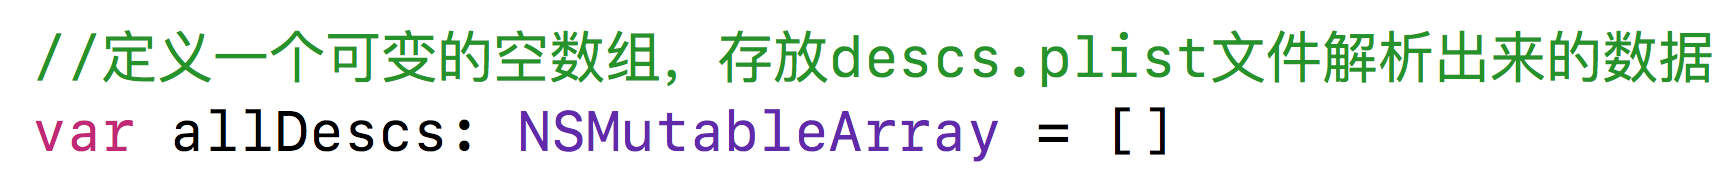 //定义一个可变的空数组，存放descs.plist文件解析出来的数据
var allDescs: NSMutableArray = []